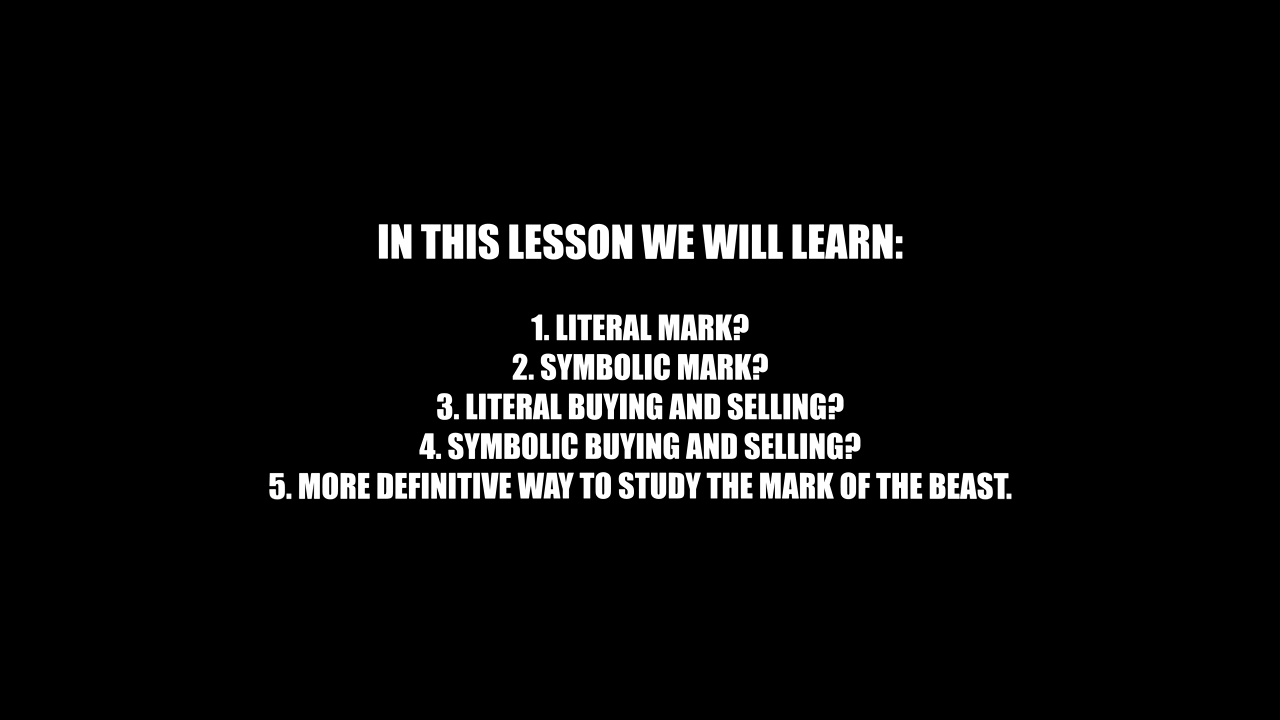 IN THIS LESSON WE WILL LEARN:
1. LITERAL MARK?
2. SYMBOLIC MARK?
3. LITERAL BUYING AND SELLING?
4. SYMBOLIC BUYING AND SELLING?
5. MORE DEFINITIVE WAY TO STUDY THE MARK OF THE BEAST.